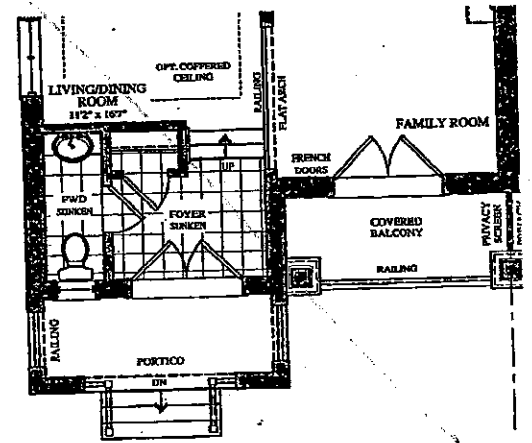 OPT. COFFERED
CEILING
LIVING/DINING
ROOM
11'2" x 16'7"
RAILING
FLAT ARCH
FAMILY ROOM
UP
FRENCH
DOORS
PWD
SUNKEN
FOYER
SUNKEN
COVERED
BALCONY
PRIVACY
SCREEN
RAILING
RAILING
PORTICO
DN